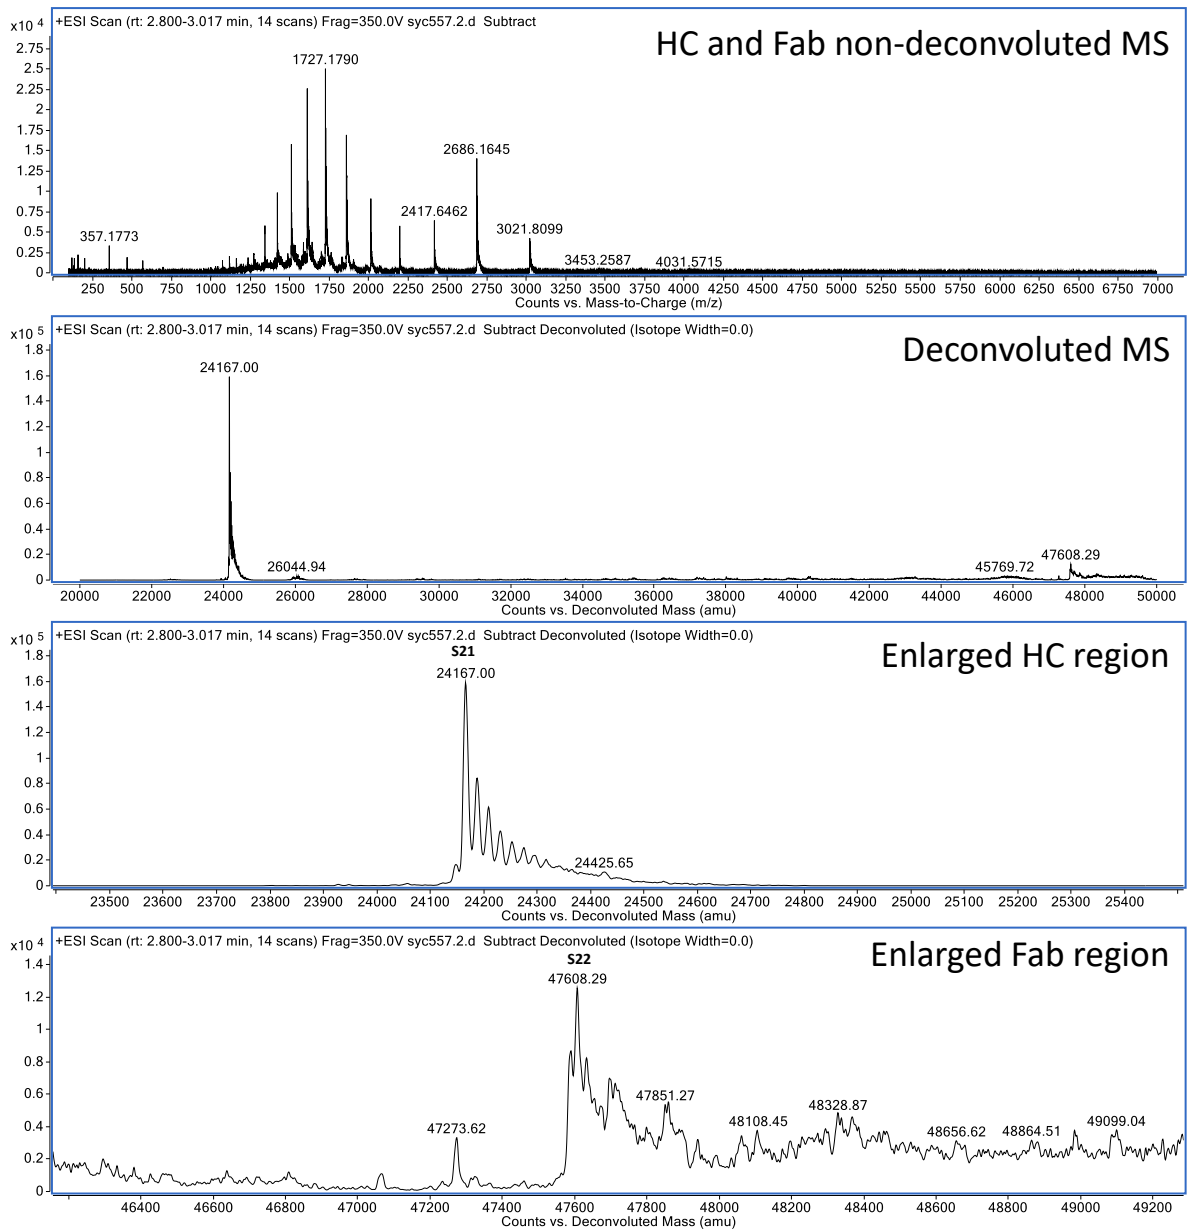 +ESI Scan (rt: 2.800-3.017 min, 14 scans) Frag=350.0V syc557.2.d Subtract
HC and Fab non-deconvoluted MS
x10 4
2.75
2.5
2.25
2
1.75
1.5
1.25
1
0.75
0.5
0.25
0
1727.1790
2686.1645
2417.6462
3021.8099
357.1773
3453.2587
4031.5715
250 500 750 1000 1250 1500 1750 2000 2250 2500 2750 3000 3250 3500 3750 4000 4250 4500 4750 5000 5250 5500 5750 6000 6250 6500 6750 7000
Counts vs. Mass-to-Charge (m/z)
+ESI Scan (rt: 2.800-3.017 min, 14 scans) Frag=350.0V syc557.2.d Subtract Deconvoluted (Isotope Width=0.0)
Deconvoluted MS
x10 5
1.8
1.6
1.4
1.2
1
0.8
0.6
0.4
0.2
0
24167.00
26044.94
45769.72
47608.29
20000 22000 24000 26000 28000 30000 32000 34000 36000 38000 40000 42000 44000 46000 48000 50000
Counts vs. Deconvoluted Mass (amu)
+ESI Scan (rt: 2.800-3.017 min, 14 scans) Frag=350.0V syc557.2.d Subtract Deconvoluted (Isotope Width=0.0)
Enlarged HC region
x10 5
1.8
1.6
1.4
1.2
1
0.8
0.6
0.4
0.2
0
S21
24167.00
24425.65
23500 23600 23700 23800 23900 24000 24100 24200 24300 24400 24500 24600 24700 24800 24900 25000 25100 25200 25300 25400
Counts vs. Deconvoluted Mass (amu)
+ESI Scan (rt: 2.800-3.017 min, 14 scans) Frag=350.0V syc557.2.d Subtract Deconvoluted (Isotope Width=0.0)
Enlarged Fab region
x10 4
1.4
1.2
1
0.8
0.6
0.4
0.2
0
S22
47608.29
47273.62
47851.27
48108.45
48328.87
48656.62
48864.51
49099.04
46400 46600 46800 47000 47200 47400 47600 47800 48000 48200 48400 48600 48800 49000 49200
Counts vs. Deconvoluted Mass (amu)